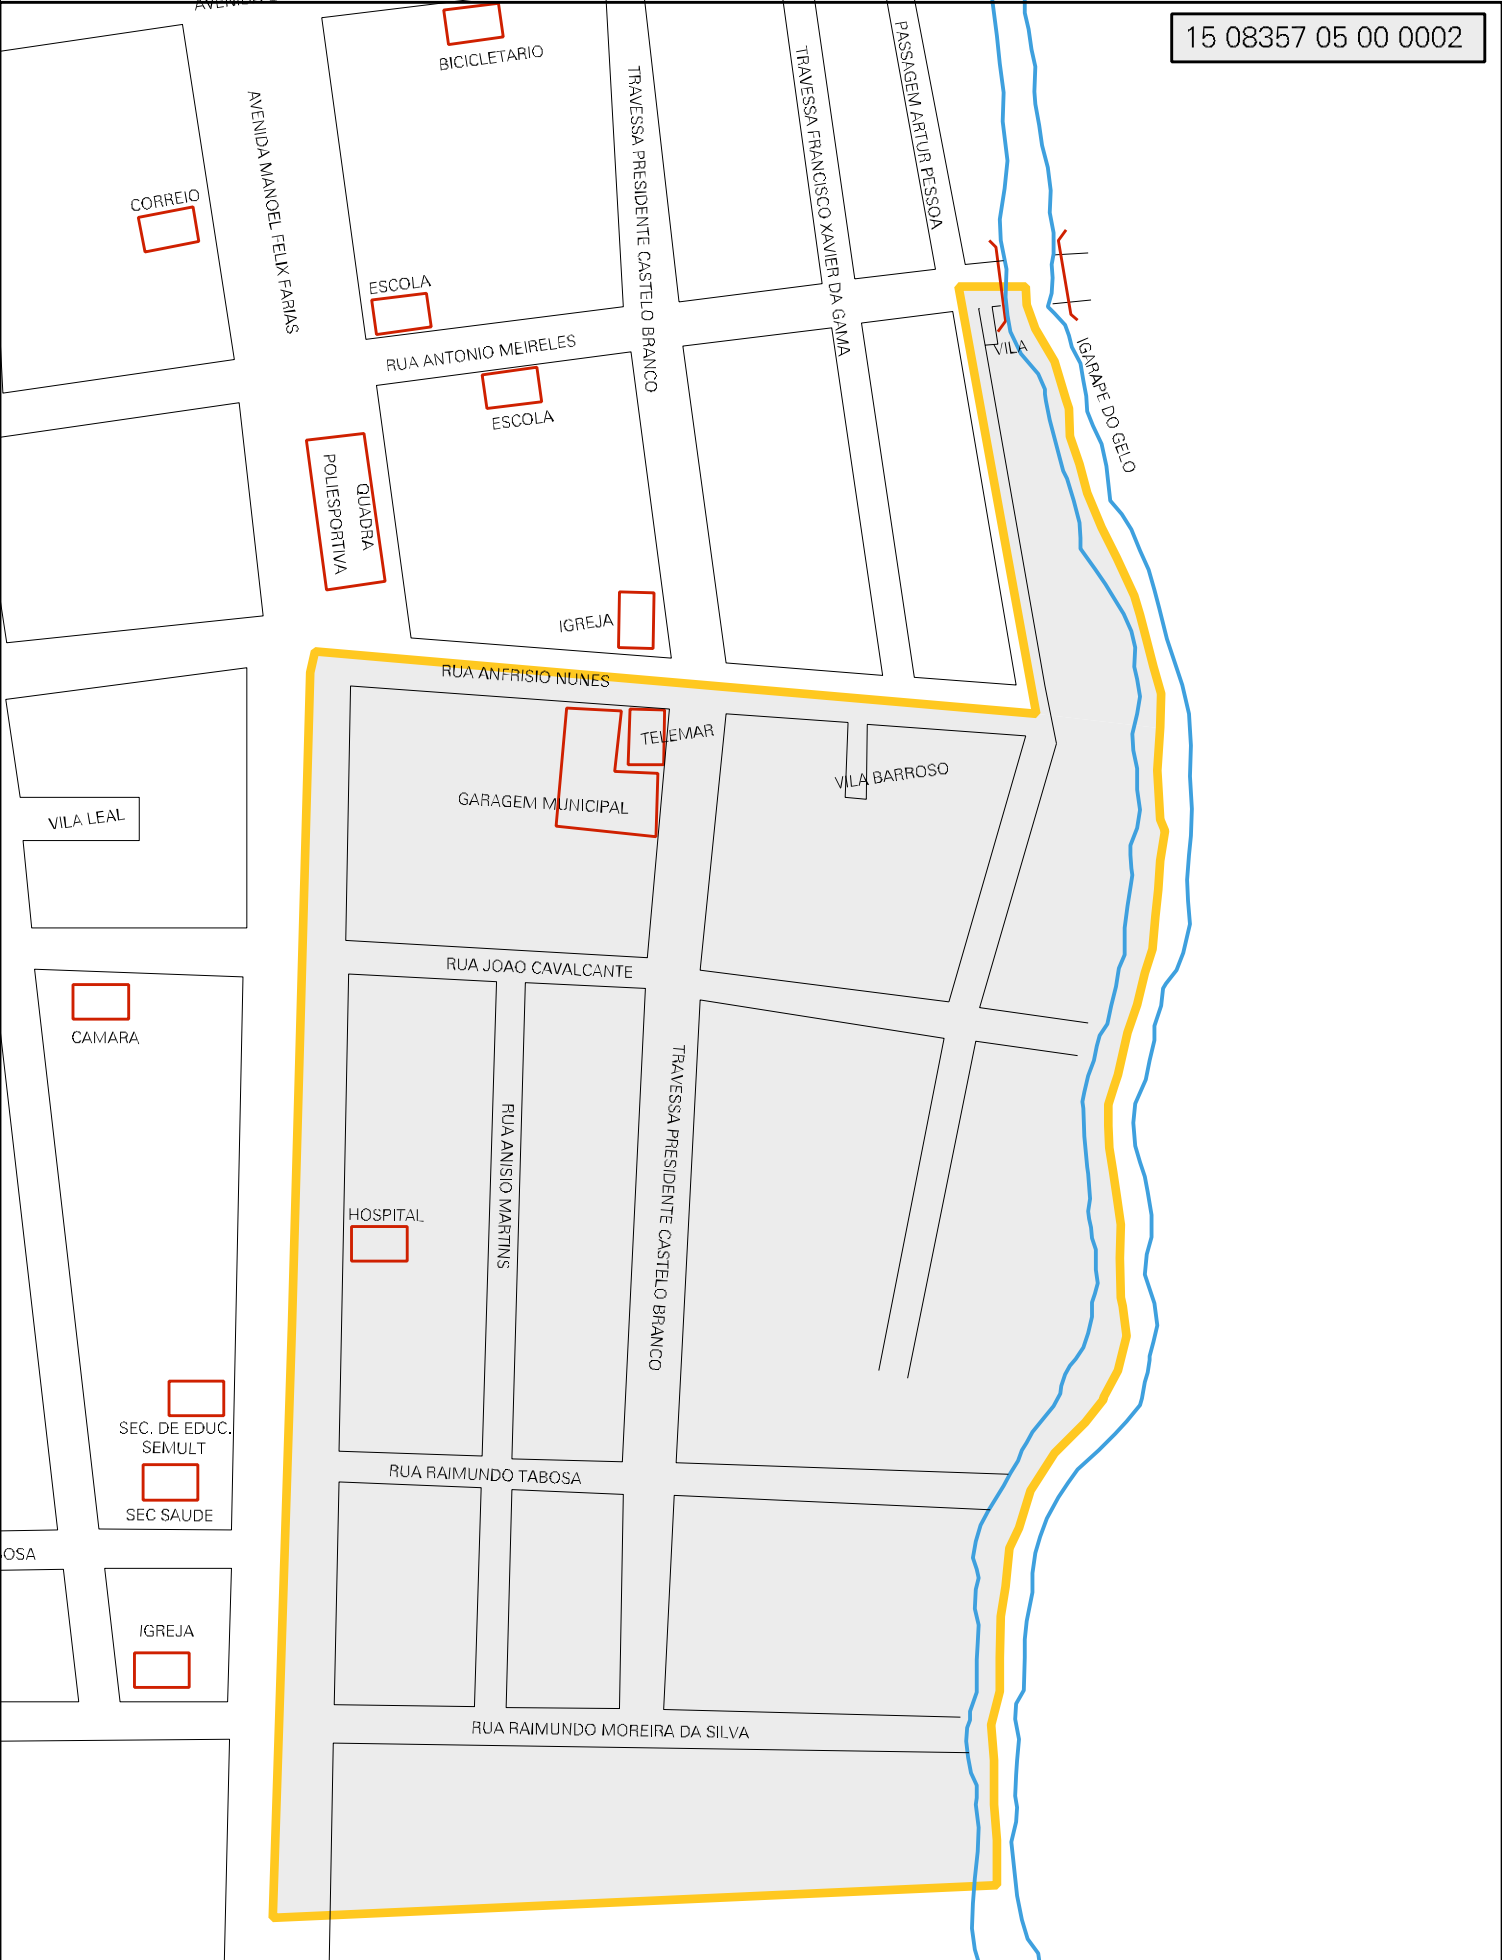 15 08357 05 00 0002
BICICLETARIO
PASSAGEM ARTUR PESSOA
TRAVESSA FRANCISCO XAVIER DA GAMA
TRAVESSA PRESIDENTE CASTELO BRANCO
AVENIDA MANOEL FELIX FARIAS
CORREIO
ESCOLA
RUA ANTONIO MEIRELES
VILA
IGARAPE DO GELO
ESCOLA
QUADRA
POLIESPORTIVA
IGREJA
RUA ANFRISIO NUNES
TELEMAR
VILA BARROSO
GARAGEM MUNICIPAL
VILA LEAL
RUA JOAO CAVALCANTE
CAMARA
TRAVESSA PRESIDENTE CASTELO BRANCO
RUA ANISIO MARTINS
HOSPITAL
SEC. DE EDUC.
SEMULT
RUA RAIMUNDO TABOSA
SEC SAUDE
OSA
IGREJA
RUA RAIMUNDO MOREIRA DA SILVA